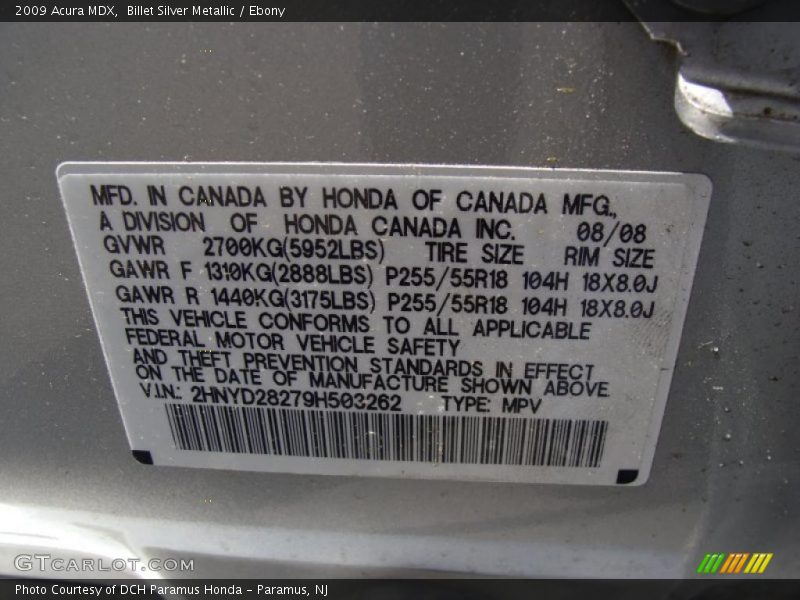 2009 Acura MDX,  Billet Silver Metallic / Ebony
MFD. IN CANADA BY HONDA OF CANADA MFG.,
A DIVISION OF HONDA CANADA INC. 08/08
GVWR 2700KG(5952LBS) TIRE SIZE RIM SIZE
GAWR F 1310KG(2888LBS) P255/55R18 104H 18X8.0J
GAWR R 1440KG(3175LBS) P255/55R18 104H 18X8.0J
THIS VEHICLE CONFORMS TO ALL APPLICABLE
FEDERAL MOTOR VEHICLE SAFETY
AND THEFT PREVENTION STANDARDS IN EFFECT
ON THE DATE OF MANUFACTURE SHOWN ABOVE.
V.I.N.: 2HNYD28279H503262 TYPE: MPV
GTcarlot.com
Photo Courtesy of DCH Paramus Honda - Paramus, NJ